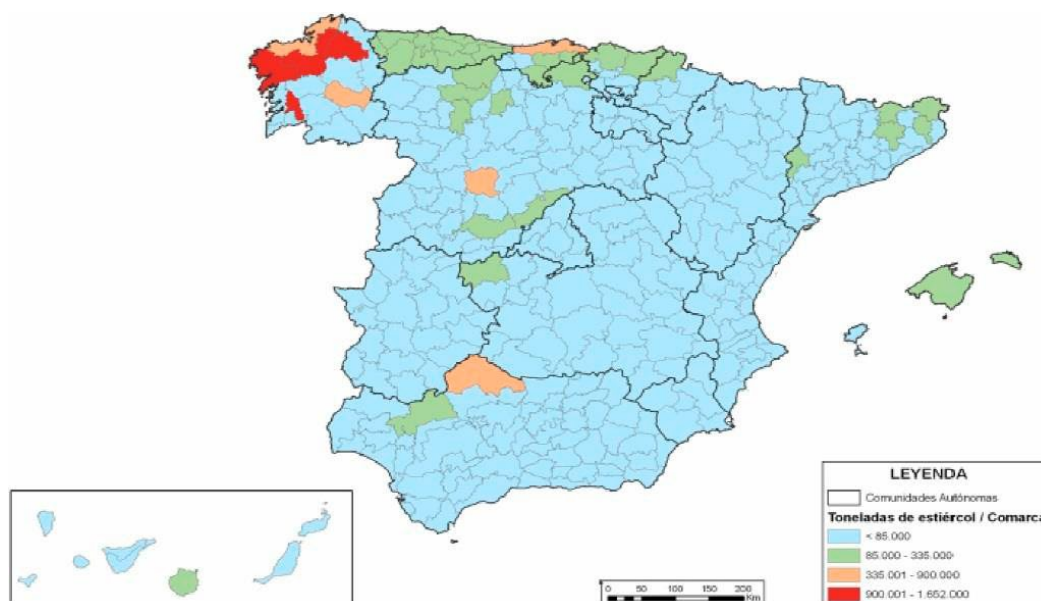 LEYENDA
Comunidades Autónomas
Toneladas de estiércol / Comarca
< 85.000
85.000 - 335.000
335.001 - 900.000
900.001 - 1.652.000
0 50 100 150 200
Km